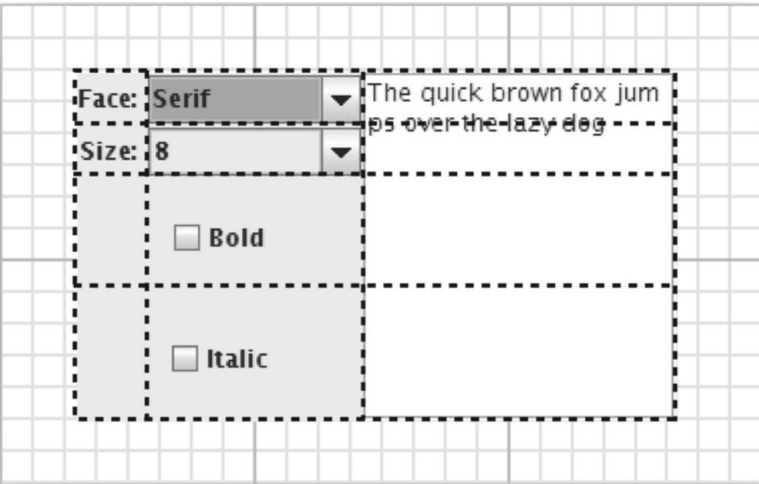 Face: Serif
Size: 8
Bold
Italic
The quick brown fox jum
ps over the lazy dog